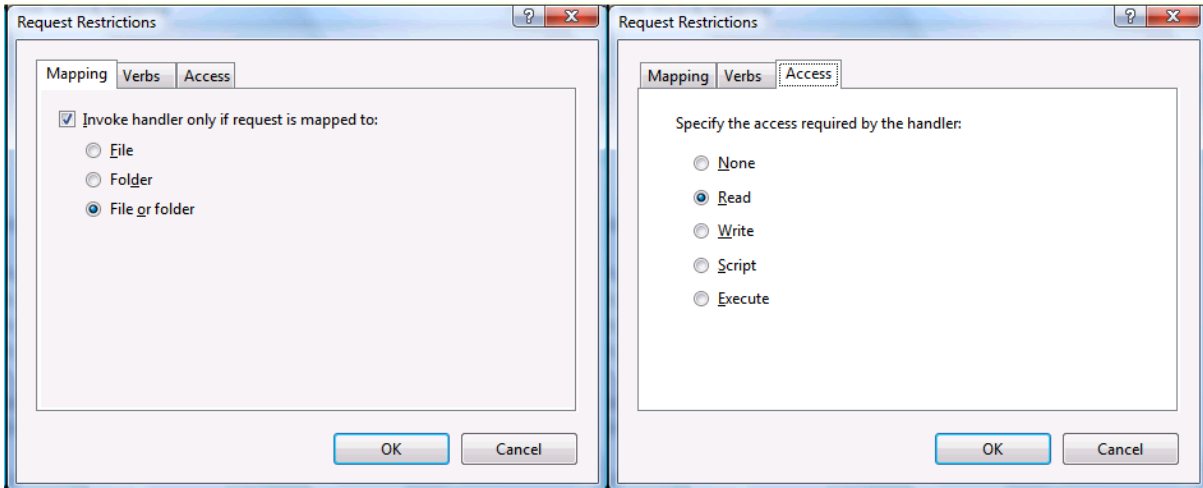 Request Restrictions
Mapping Verbs Access
Invoke handler only if request is mapped to:
File
Folder
File or folder
OK Cancel
Request Restrictions
Mapping Verbs Access
Specify the access required by the handler:
None
Read
Write
Script
Execute
OK Cancel